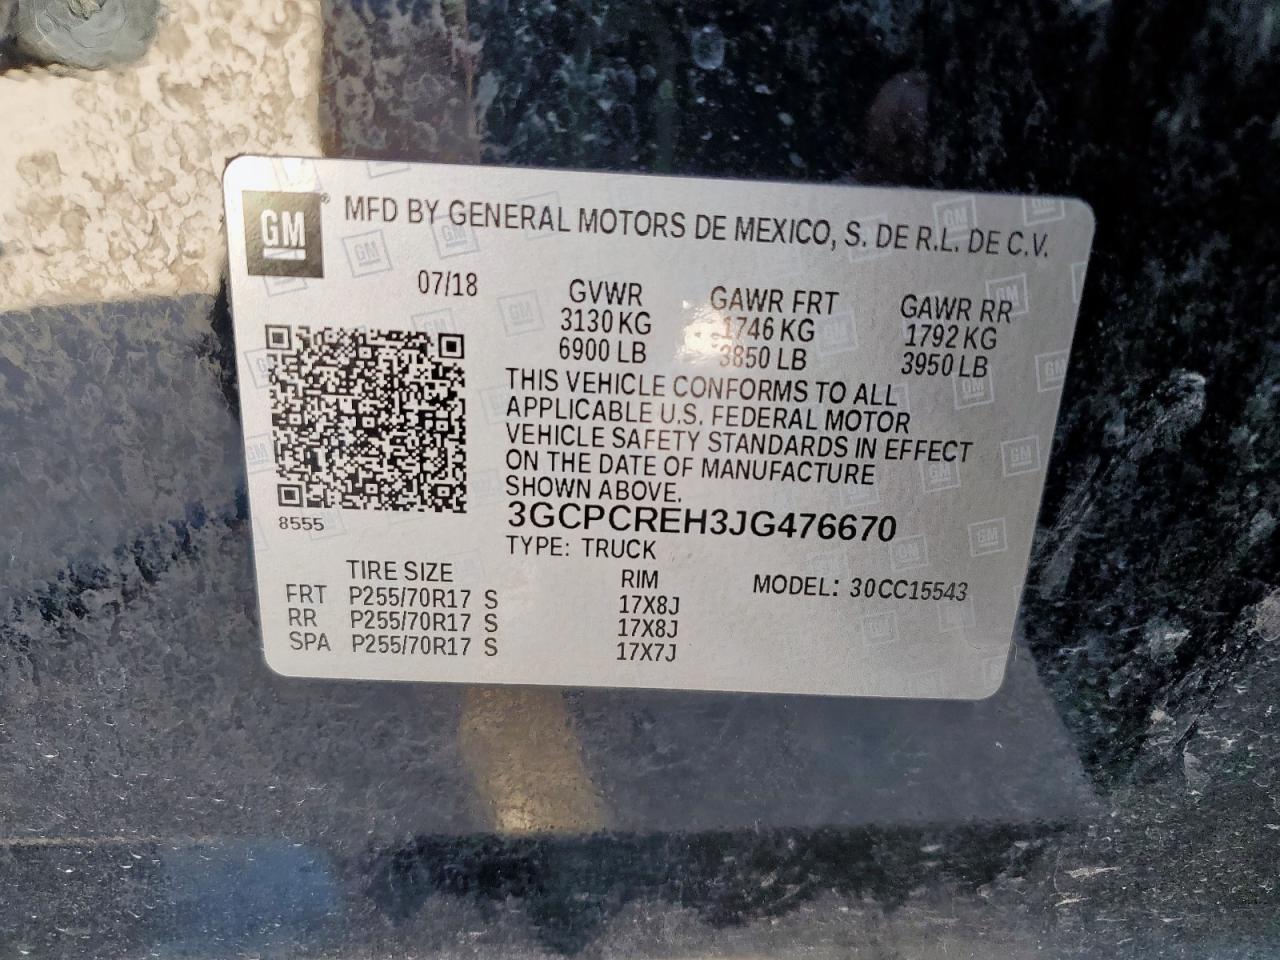 GM® MFD BY GENERAL MOTORS DE MEXICO, S. DE R.L. DE C.V.
07/18 GVWR GAWR FRT GAWR RR
3130 KG 1746 KG 1792 KG
6900 LB 3850 LB 3950 LB
THIS VEHICLE CONFORMS TO ALL
APPLICABLE U.S. FEDERAL MOTOR
VEHICLE SAFETY STANDARDS IN EFFECT
ON THE DATE OF MANUFACTURE
SHOWN ABOVE.
8555 3GCPCREH3JG476670
TYPE: TRUCK
TIRE SIZE RIM MODEL: 30CC15543
FRT P255/70R17 S 17X8J
RR P255/70R17 S 17X8J
SPA P255/70R17 S 17X7J